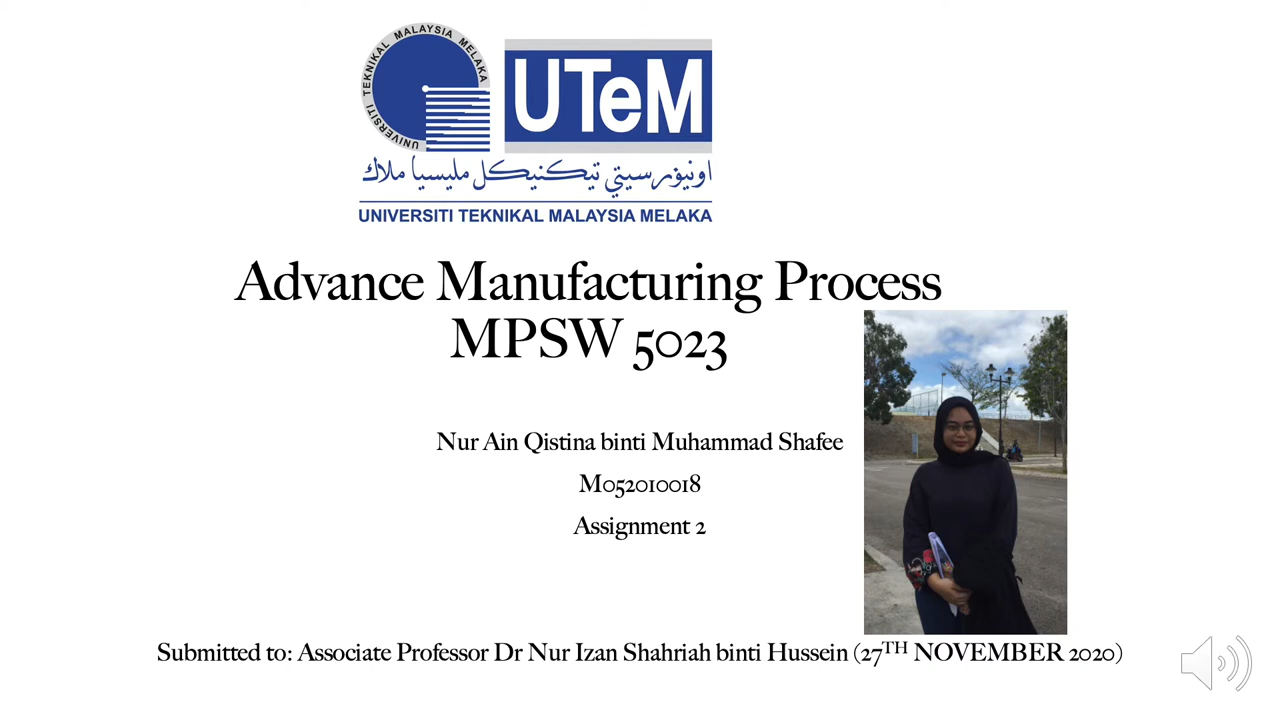 UNIVERSITI TEKNIKAL MALAYSIA MELAKA
UTeM
اونيۏرسيتي تيکنيکل مليسيا ملاك
UNIVERSITI TEKNIKAL MALAYSIA MELAKA
Advance Manufacturing Process
MPSW 5023
Nur Ain Qistina binti Muhammad Shafee
M052010018
Assignment 2
Submitted to: Associate Professor Dr Nur Izan Shahriah binti Hussein (27TH NOVEMBER 2020)